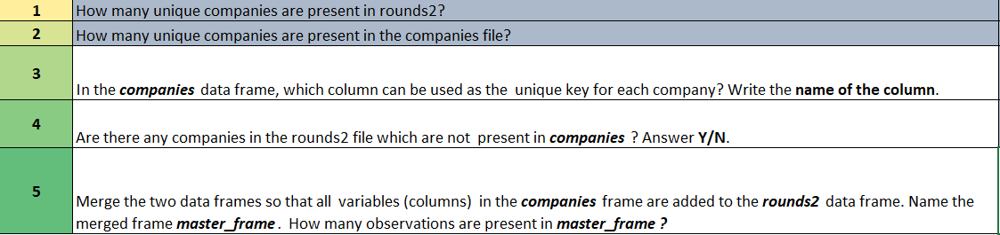 1 How many unique companies are present in rounds2?
2 How many unique companies are present in the companies file?
3 In the companies data frame, which column can be used as the unique key for each company? Write the name of the column.
4 Are there any companies in the rounds2 file which are not present in companies ? Answer Y/N.
5 Merge the two data frames so that all variables (columns) in the companies frame are added to the rounds2 data frame. Name the
merged frame master_frame . How many observations are present in master_frame ?